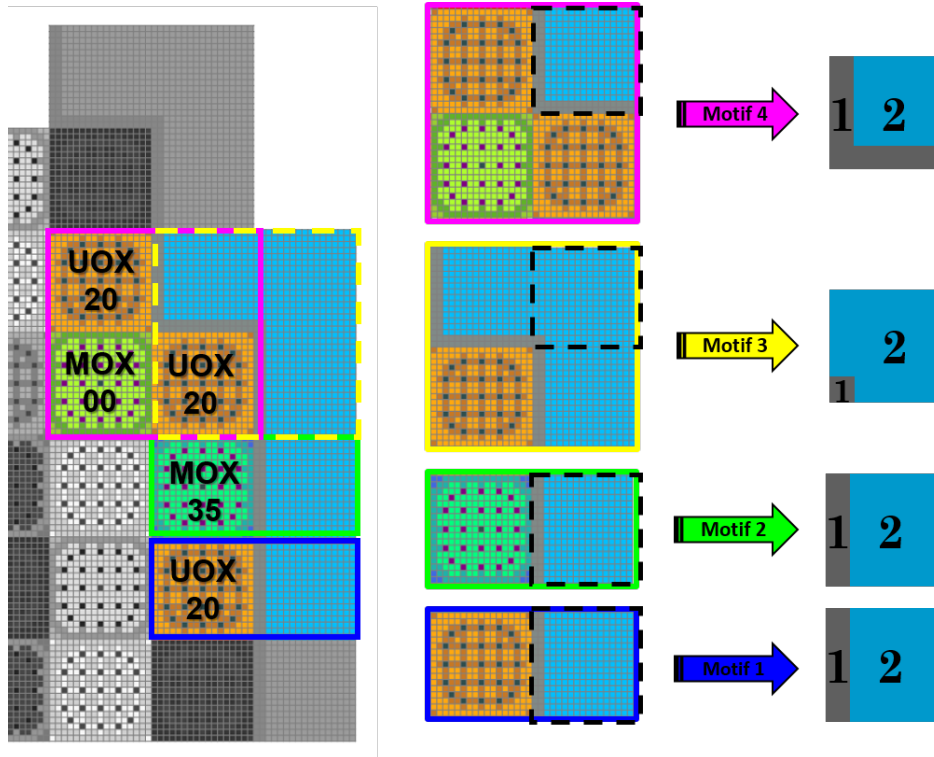 UOX
20
MOX
00
UOX
20
MOX
35
UOX
20
Motif 4
1 2
Motif 3
2
1
Motif 2
1 2
Motif 1
1 2